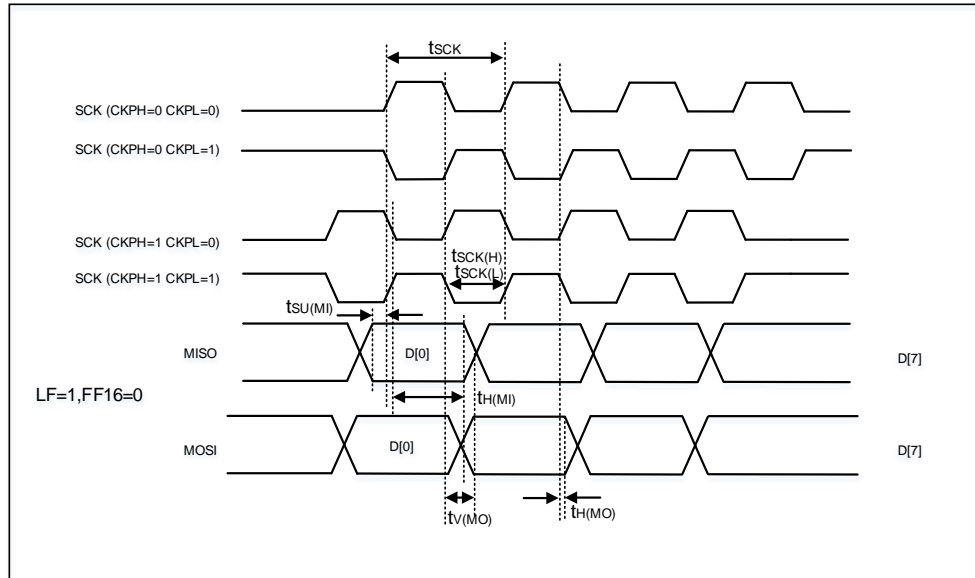 tSCK
SCK (CKPH=0 CKPL=0)
SCK (CKPH=0 CKPL=1)
SCK (CKPH=1 CKPL=0)
tSCK(H)
SCK (CKPH=1 CKPL=1)
tSCK(L)
tSU(MI)
MISO
D[0]
D[7]
LF=1,FF16=0
tH(MI)
MOSI
D[0]
D[7]
tV(MO)
tH(MO)